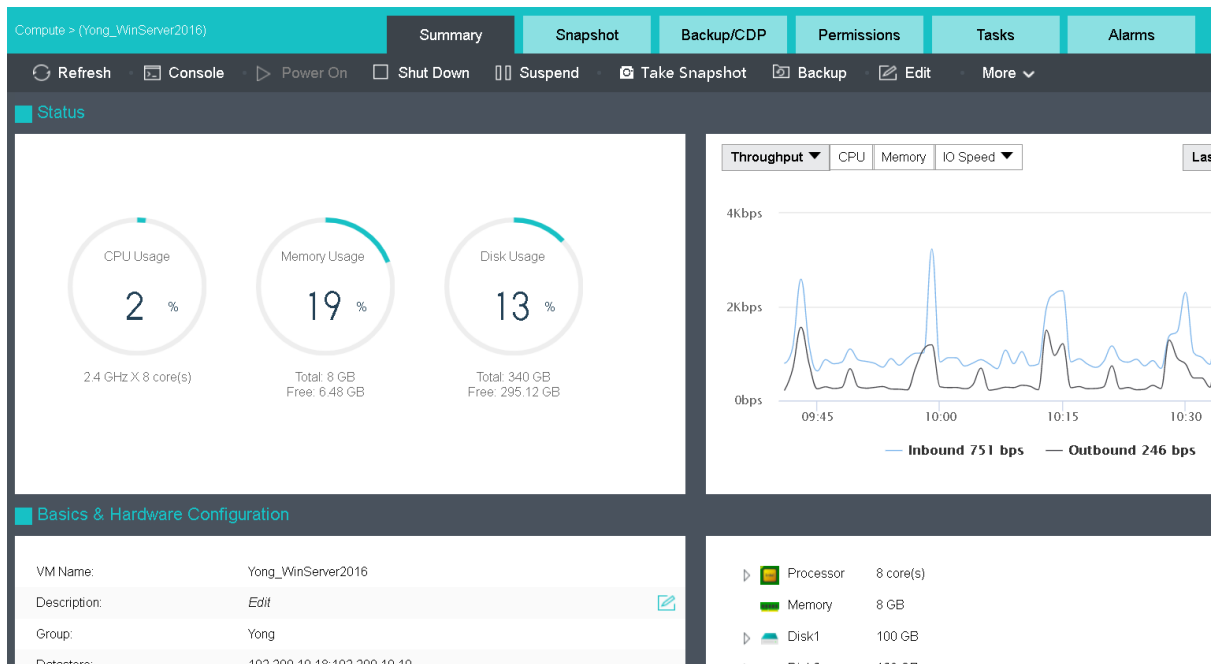 Compute > (Yong_WinServer2016)
Summary
Snapshot
Backup/CDP
Permissions
Tasks
Alarms
Refresh
Console
Power On
Shut Down
Suspend
Take Snapshot
Backup
Edit
More
Status
CPU Usage
2 %
2.4 GHz X 8 core(s)
Memory Usage
19 %
Total: 8 GB
Free: 6.48 GB
Disk Usage
13 %
Total: 340 GB
Free: 295.12 GB
Throughput
CPU
Memory
IO Speed
Las
4Kbps
2Kbps
0bps
09:45
10:00
10:15
10:30
Inbound 751 bps
Outbound 246 bps
Basics & Hardware Configuration
VM Name: Yong_WinServer2016
Description: Edit
Group: Yong
Processor 8 core(s)
Memory 8 GB
Disk1 100 GB